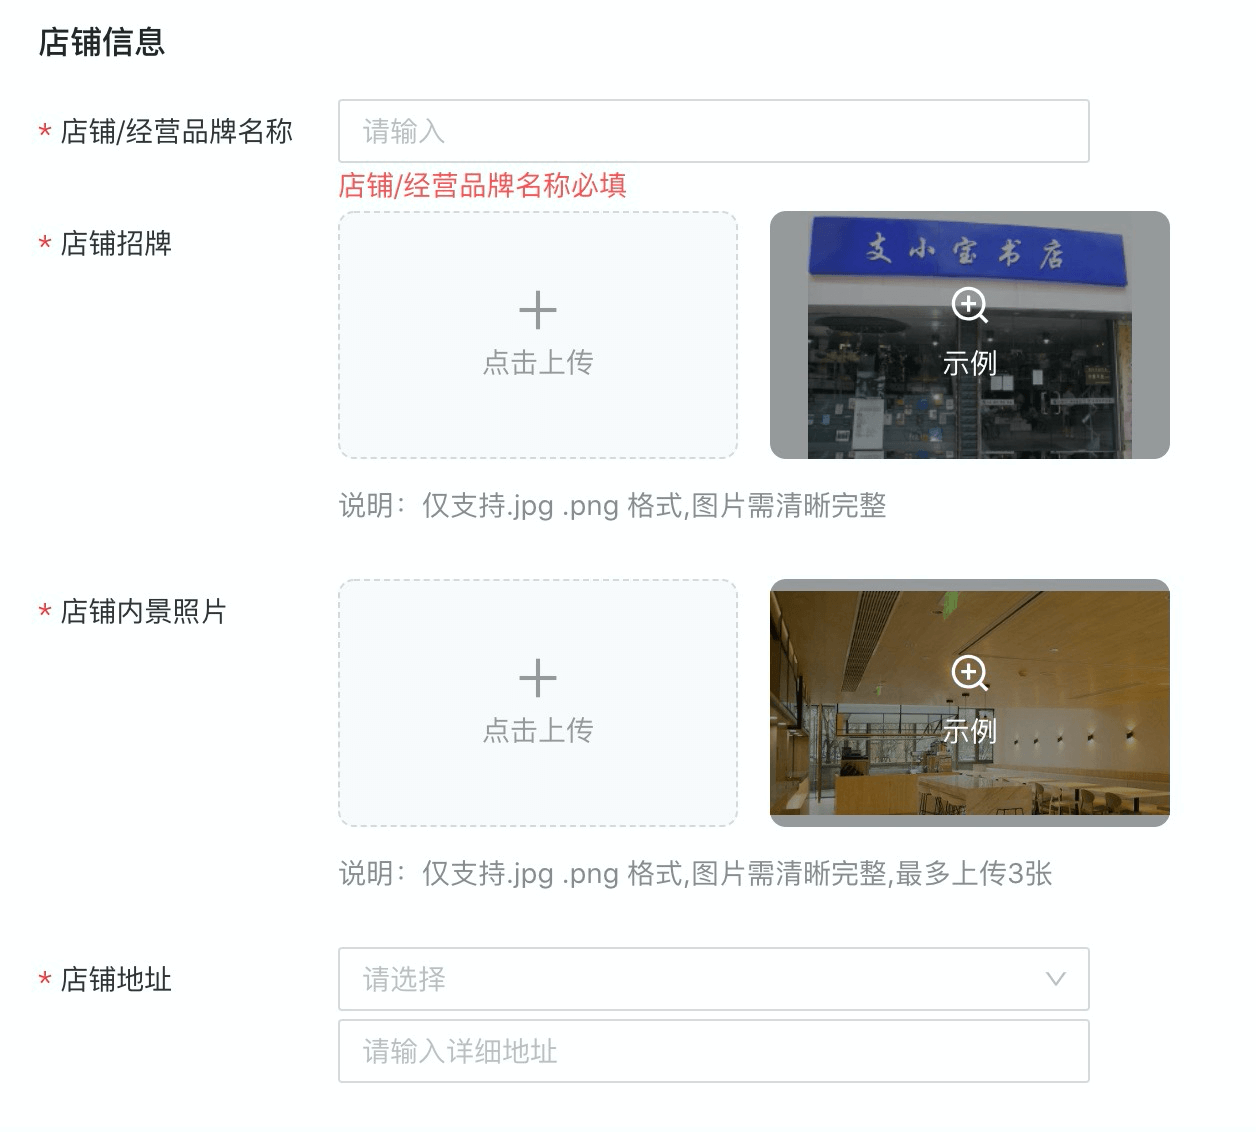 店铺信息
* 店铺/经营品牌名称
请输入
店铺/经营品牌名称必填
* 店铺招牌
点击上传
支小宝书店
示例
说明：仅支持.jpg .png 格式,图片需清晰完整
* 店铺内景照片
点击上传
示例
说明：仅支持.jpg .png 格式,图片需清晰完整,最多上传3张
* 店铺地址
请选择
请输入详细地址